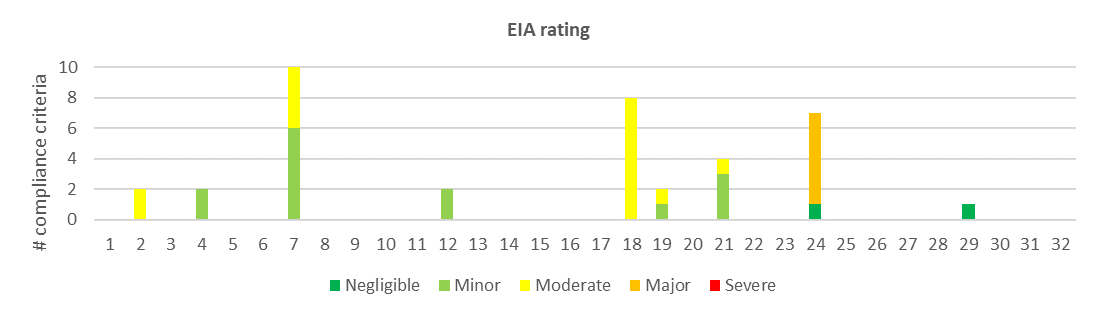 EIA rating
# compliance criteria
10
8
6
4
2
0
1 2 3 4 5 6 7 8 9 10 11 12 13 14 15 16 17 18 19 20 21 22 23 24 25 26 27 28 29 30 31 32
Negligible Minor Moderate Major Severe